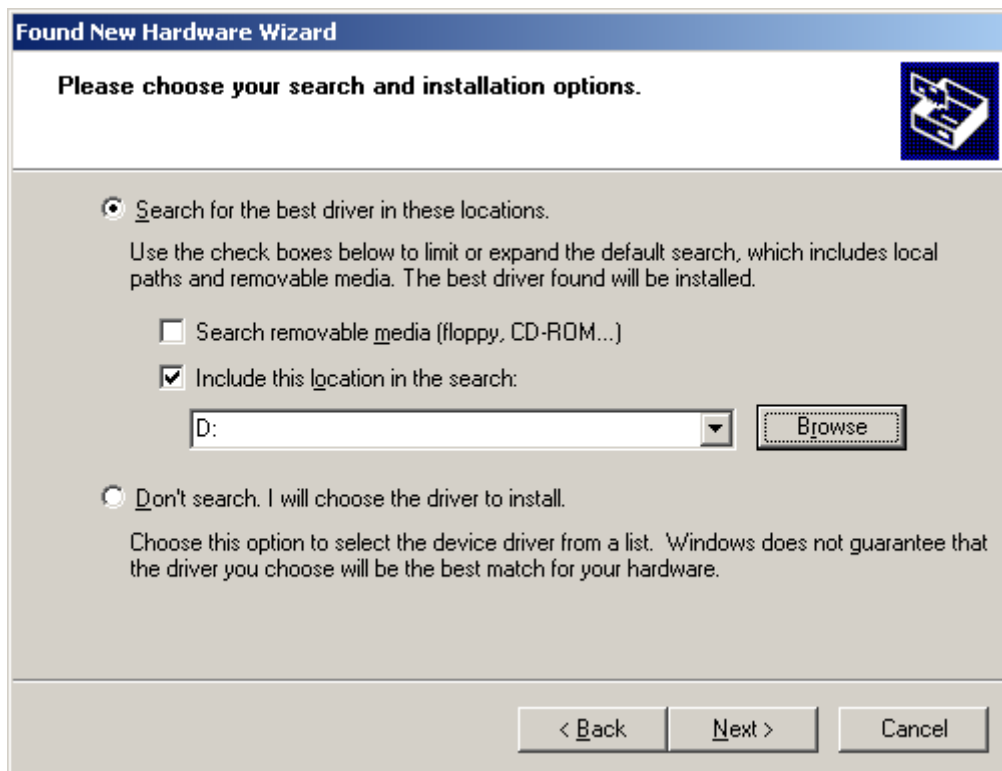 Found New Hardware Wizard
Please choose your search and installation options.
Search for the best driver in these locations.
Use the check boxes below to limit or expand the default search, which includes local
paths and removable media. The best driver found will be installed.
Search removable media (floppy, CD-ROM...)
Include this location in the search:
D:
Browse
Don't search. I will choose the driver to install.
Choose this option to select the device driver from a list.  Windows does not guarantee that
the driver you choose will be the best match for your hardware.
< Back
Next >
Cancel